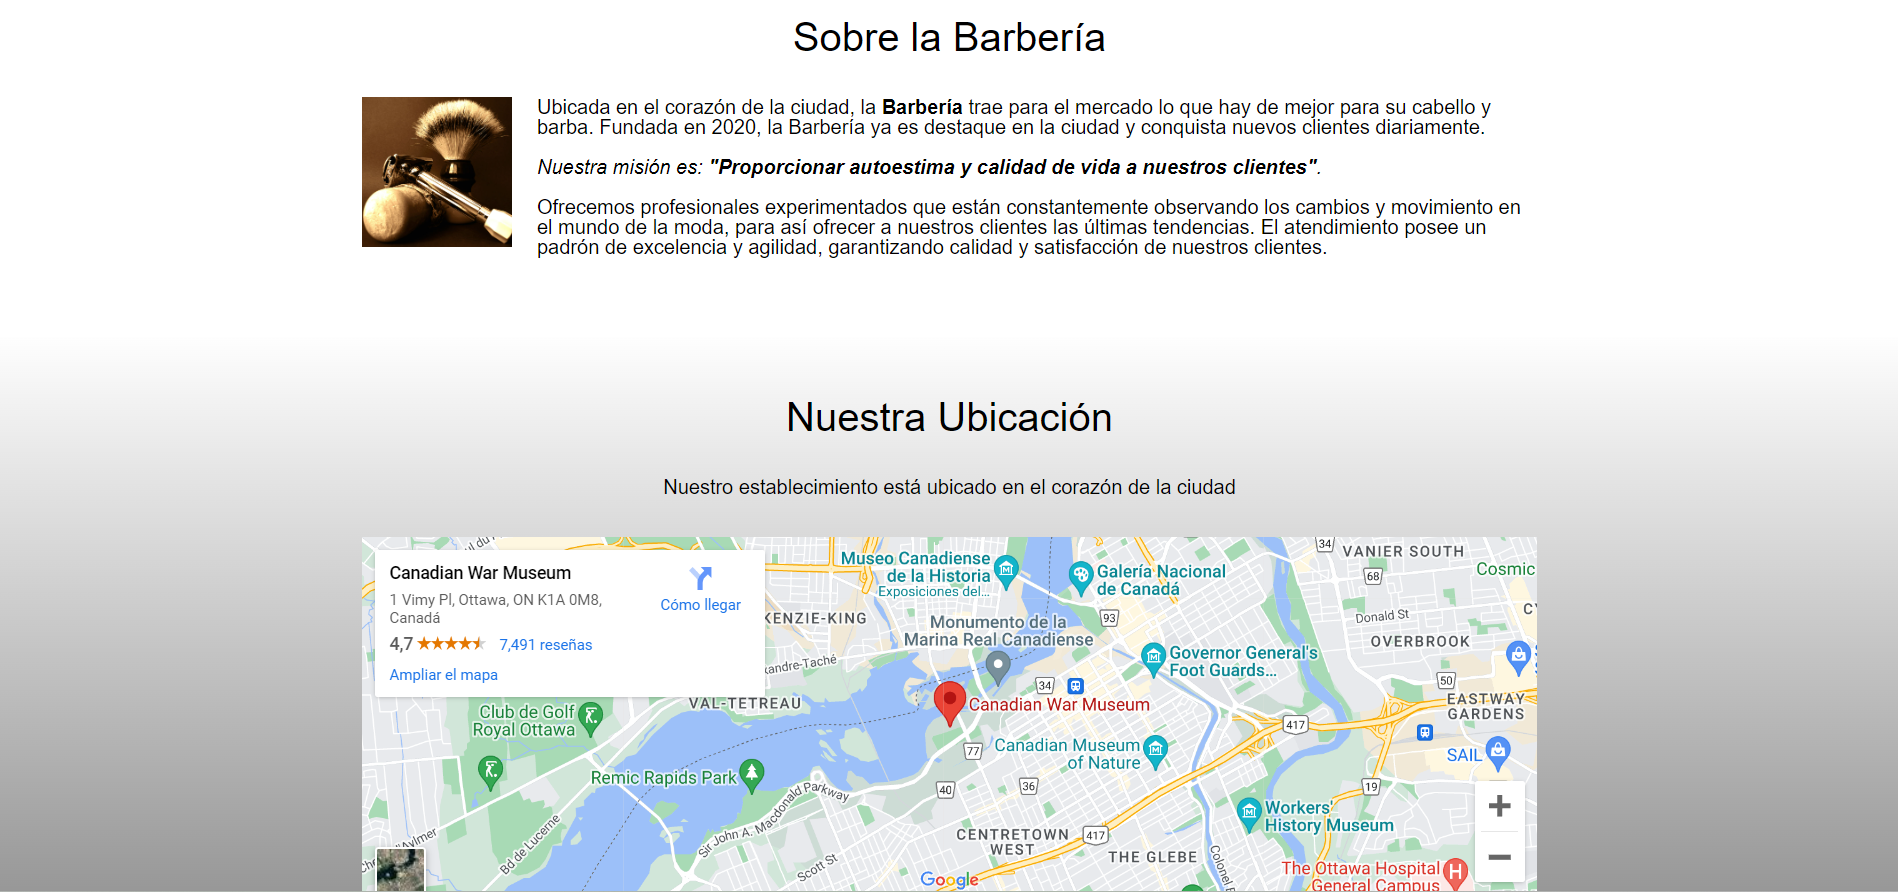 Sobre la Barbería
Ubicada en el corazón de la ciudad, la Barbería trae para el mercado lo que hay de mejor para su cabello y
barba. Fundada en 2020, la Barbería ya es destaque en la ciudad y conquista nuevos clientes diariamente.
Nuestra misión es: "Proporcionar autoestima y calidad de vida a nuestros clientes".
Ofrecemos profesionales experimentados que están constantemente observando los cambios y movimiento en
el mundo de la moda, para así ofrecer a nuestros clientes las últimas tendencias. El atendimiento posee un
padrón de excelencia y agilidad, garantizando calidad y satisfacción de nuestros clientes.
Nuestra Ubicación
Nuestro establecimiento está ubicado en el corazón de la ciudad
Canadian War Museum
1 Vimy Pl, Ottawa, ON K1A 0M8,
Canadá
4,7
7,491 reseñas
Ampliar el mapa
Cómo llegar
Museo Canadiense
de la Historia
Exposiciones del...
Galería Nacional
de Canadá
34
VANIER SOUTH
68
Cosmic
KENZIE-KING
Monumento de la
Marina Real Canadiense
93
Donald St
OVERBROOK
Governor General's
Foot Guards...
34
50
EASTWAY
GARDENS
VAL-TETREAU
Canadian War Museum
417
Club de Golf
Royal Ottawa
77
Canadian Museum
of Nature
SAIL
Remic Rapids Park
40
36
19
Sir John A. Macdonald Parkway
Workers'
History Museum
Aylmer
Bd de Lucerne
CENTRETOWN
WEST
417
THE GLEBE
Scott St
Google
The Ottawa Hospital
General Campus